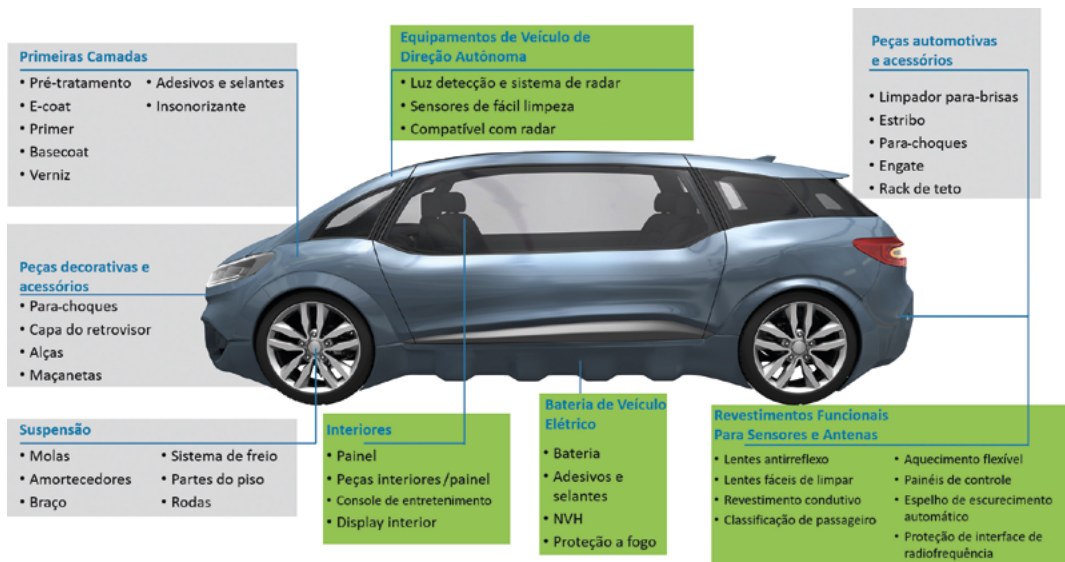 Primeiras Camadas
• Pré-tratamento
• E-coat
• Primer
• Basecoat
• Verniz
• Adesivos e selantes
• Insonorizante
Equipamentos de Veículo de
Direção Autônoma
• Luz detecção e sistema de radar
• Sensores de fácil limpeza
• Compatível com radar
Peças automotivas
e acessórios
• Limpador para-brisas
• Estribo
• Para-choques
• Engate
• Rack de teto
Peças decorativas e
acessórios
• Para-choques
• Capa do retrovisor
• Alças
• Maçanetas
Suspensão
• Molas
• Amortecedores
• Braço
• Sistema de freio
• Partes do piso
• Rodas
Interiores
• Painel
• Peças interiores/painel
• Console de entretenimento
• Display interior
Bateria de Veículo
Elétrico
• Bateria
• Adesivos e
selantes
• NVH
• Proteção a fogo
Revestimentos Funcionais
Para Sensores e Antenas
• Lentes antirreflexo
• Lentes fáceis de limpar
• Revestimento condutivo
• Classificação de passageiro
• Aquecimento flexível
• Painéis de controle
• Espelho de escurecimento
automático
• Proteção de interface de
radiofrequência